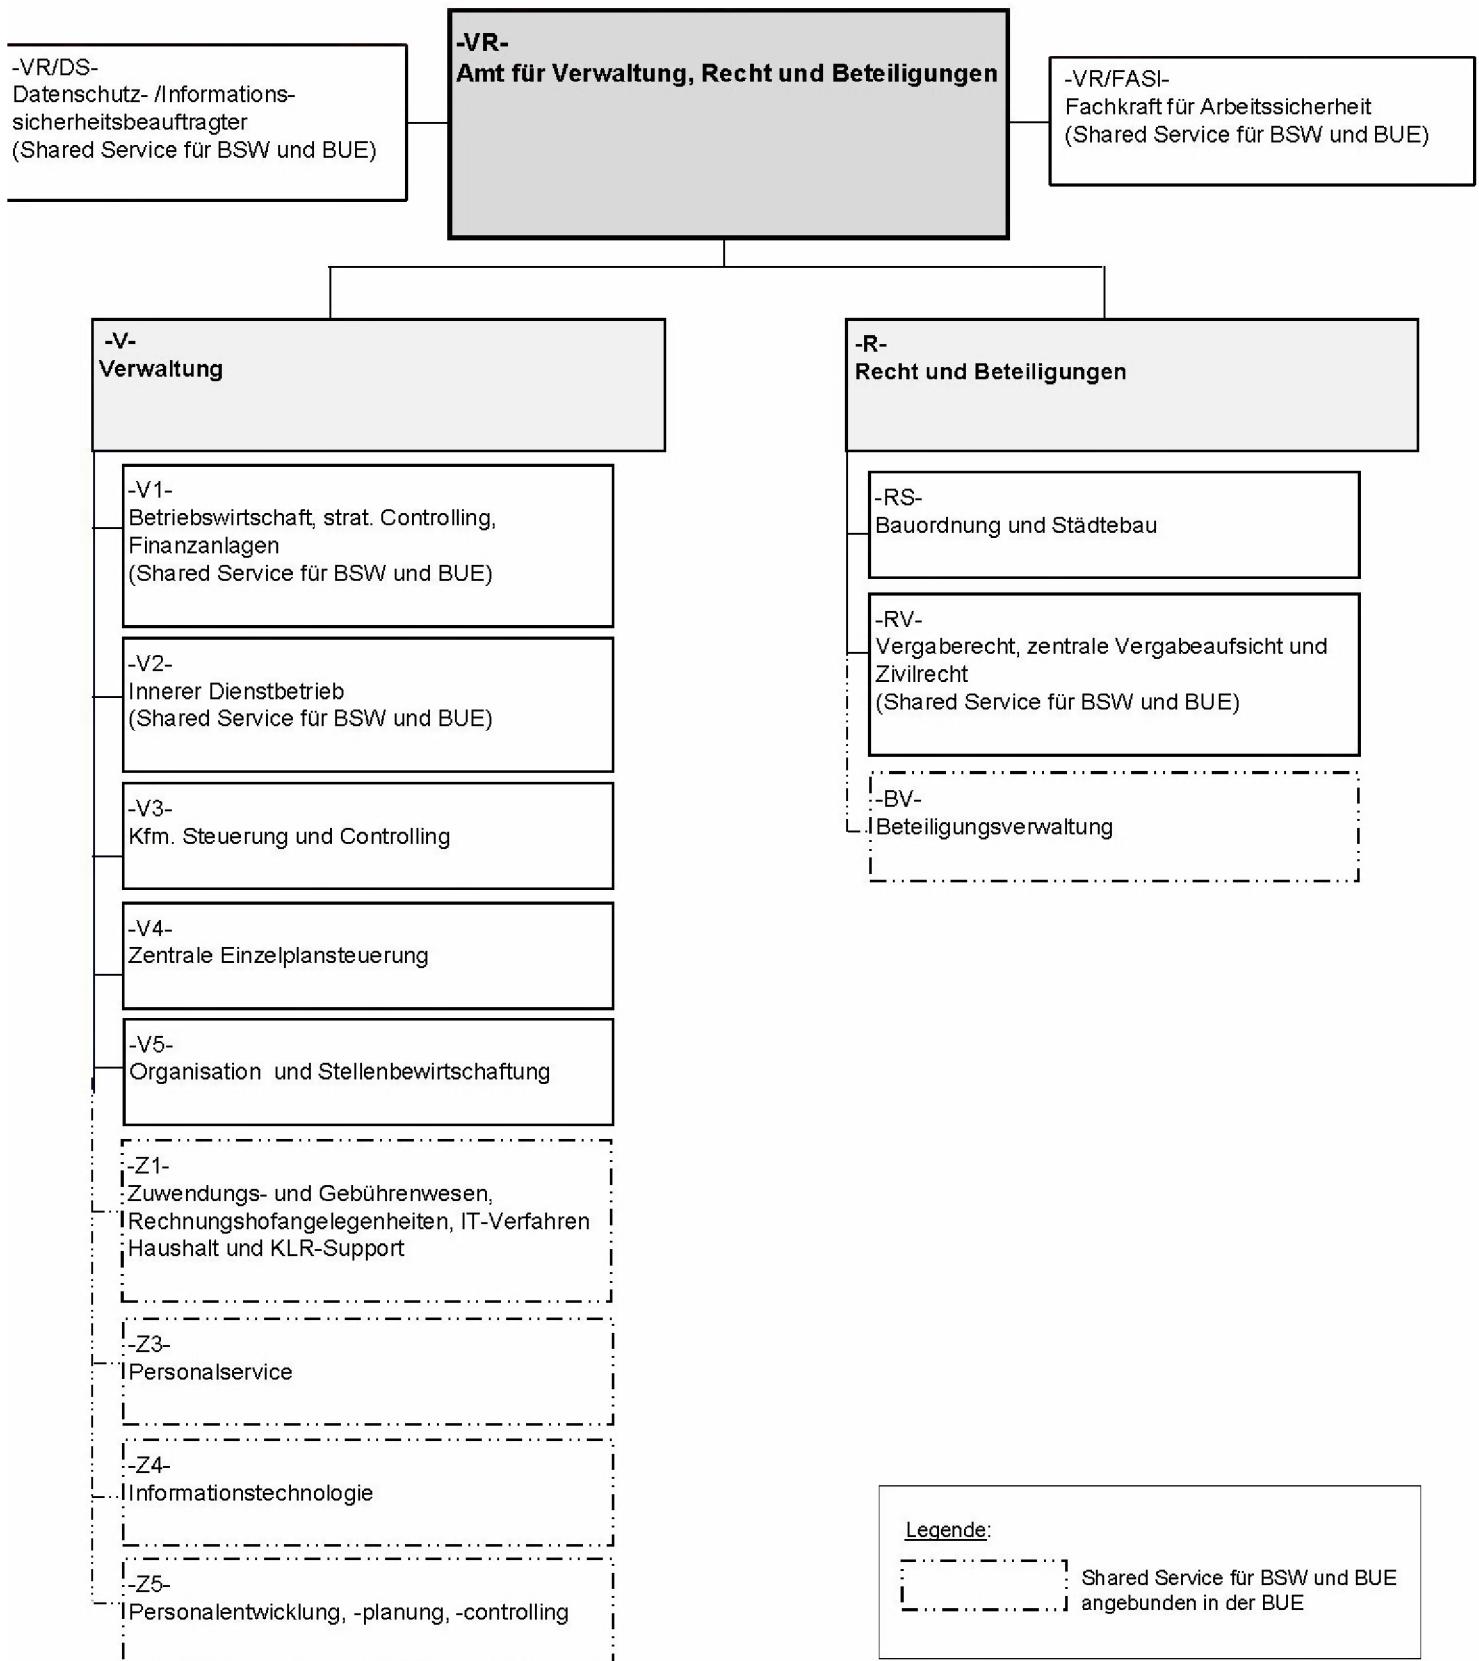 -VR-
Amt für Verwaltung, Recht und Beteiligungen
-VR/DS-
Datenschutz- /Informations-
sicherheitsbeauftragter
(Shared Service für BSW und BUE)
-VR/FASI-
Fachkraft für Arbeitssicherheit
(Shared Service für BSW und BUE)
-V-
Verwaltung
-V1-
Betriebswirtschaft, strat. Controlling,
Finanzanlagen
(Shared Service für BSW und BUE)
-V2-
Innerer Dienstbetrieb
(Shared Service für BSW und BUE)
-V3-
Kfm. Steuerung und Controlling
-V4-
Zentrale Einzelplansteuerung
-V5-
Organisation und Stellenbewirtschaftung
-Z1-
Zuwendungs- und Gebührenwesen,
Rechnungshofangelegenheiten, IT-Verfahren
Haushalt und KLR-Support
-Z3-
Personalservice
-Z4-
Informationstechnologie
-Z5-
Personalentwicklung, -planung, -controlling
-R-
Recht und Beteiligungen
-RS-
Bauordnung und Städtebau
-RV-
Vergaberecht, zentrale Vergabeaufsicht und
Zivilrecht
(Shared Service für BSW und BUE)
-BV-
Beteiligungsverwaltung
Legende:
Shared Service für BSW und BUE
angebunden in der BUE